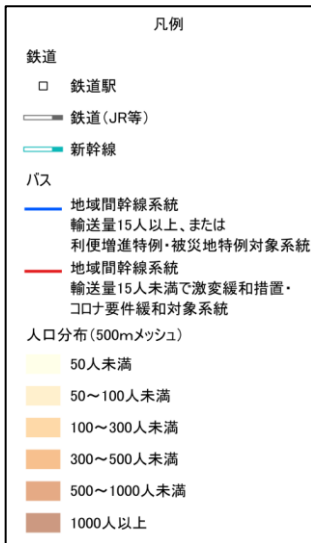 凡例
鉄道
鉄道駅
鉄道(JR等)
新幹線
バス
地域間幹線系統
輸送量15人以上、または
利便増進特例・被災地特例対象系統
地域間幹線系統
輸送量15人未満で激変緩和措置・
コロナ要件緩和対象系統
人口分布(500mメッシュ)
50人未満
50～100人未満
100～300人未満
300～500人未満
500～1000人未満
1000人以上